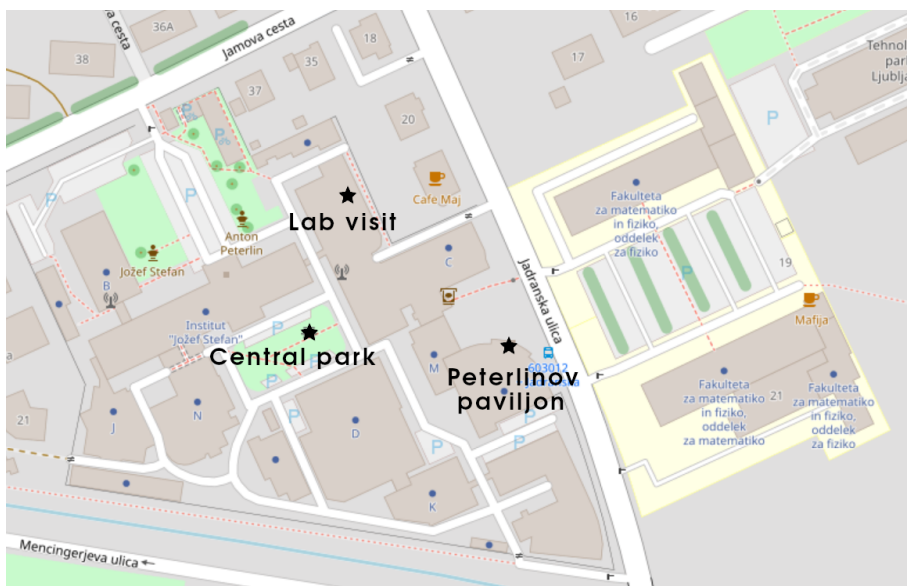 36A
16
18
Jamova cesta
35
Tehnol
38
17
park
Ljublja
37
P
20
Fakulteta
za matematiko
in fiziko,
oddelek
za fiziko
P
Cafe Maj
Lab visit
Anton
Peterlin
Jožef Stefan
C
19
B
P
Jadranska ulica
Mafija
Institut
"Jožef Stefan"
P
Central park
M
603012
Peterlinov
paviljon
Fakulteta
za matematiko
in fiziko,
oddelek
za matematiko
21
Fakulteta
za matematiko
in fiziko,
oddelek
za fiziko
21
J
N
P
D
P
P
K
Mencingerjeva ulica